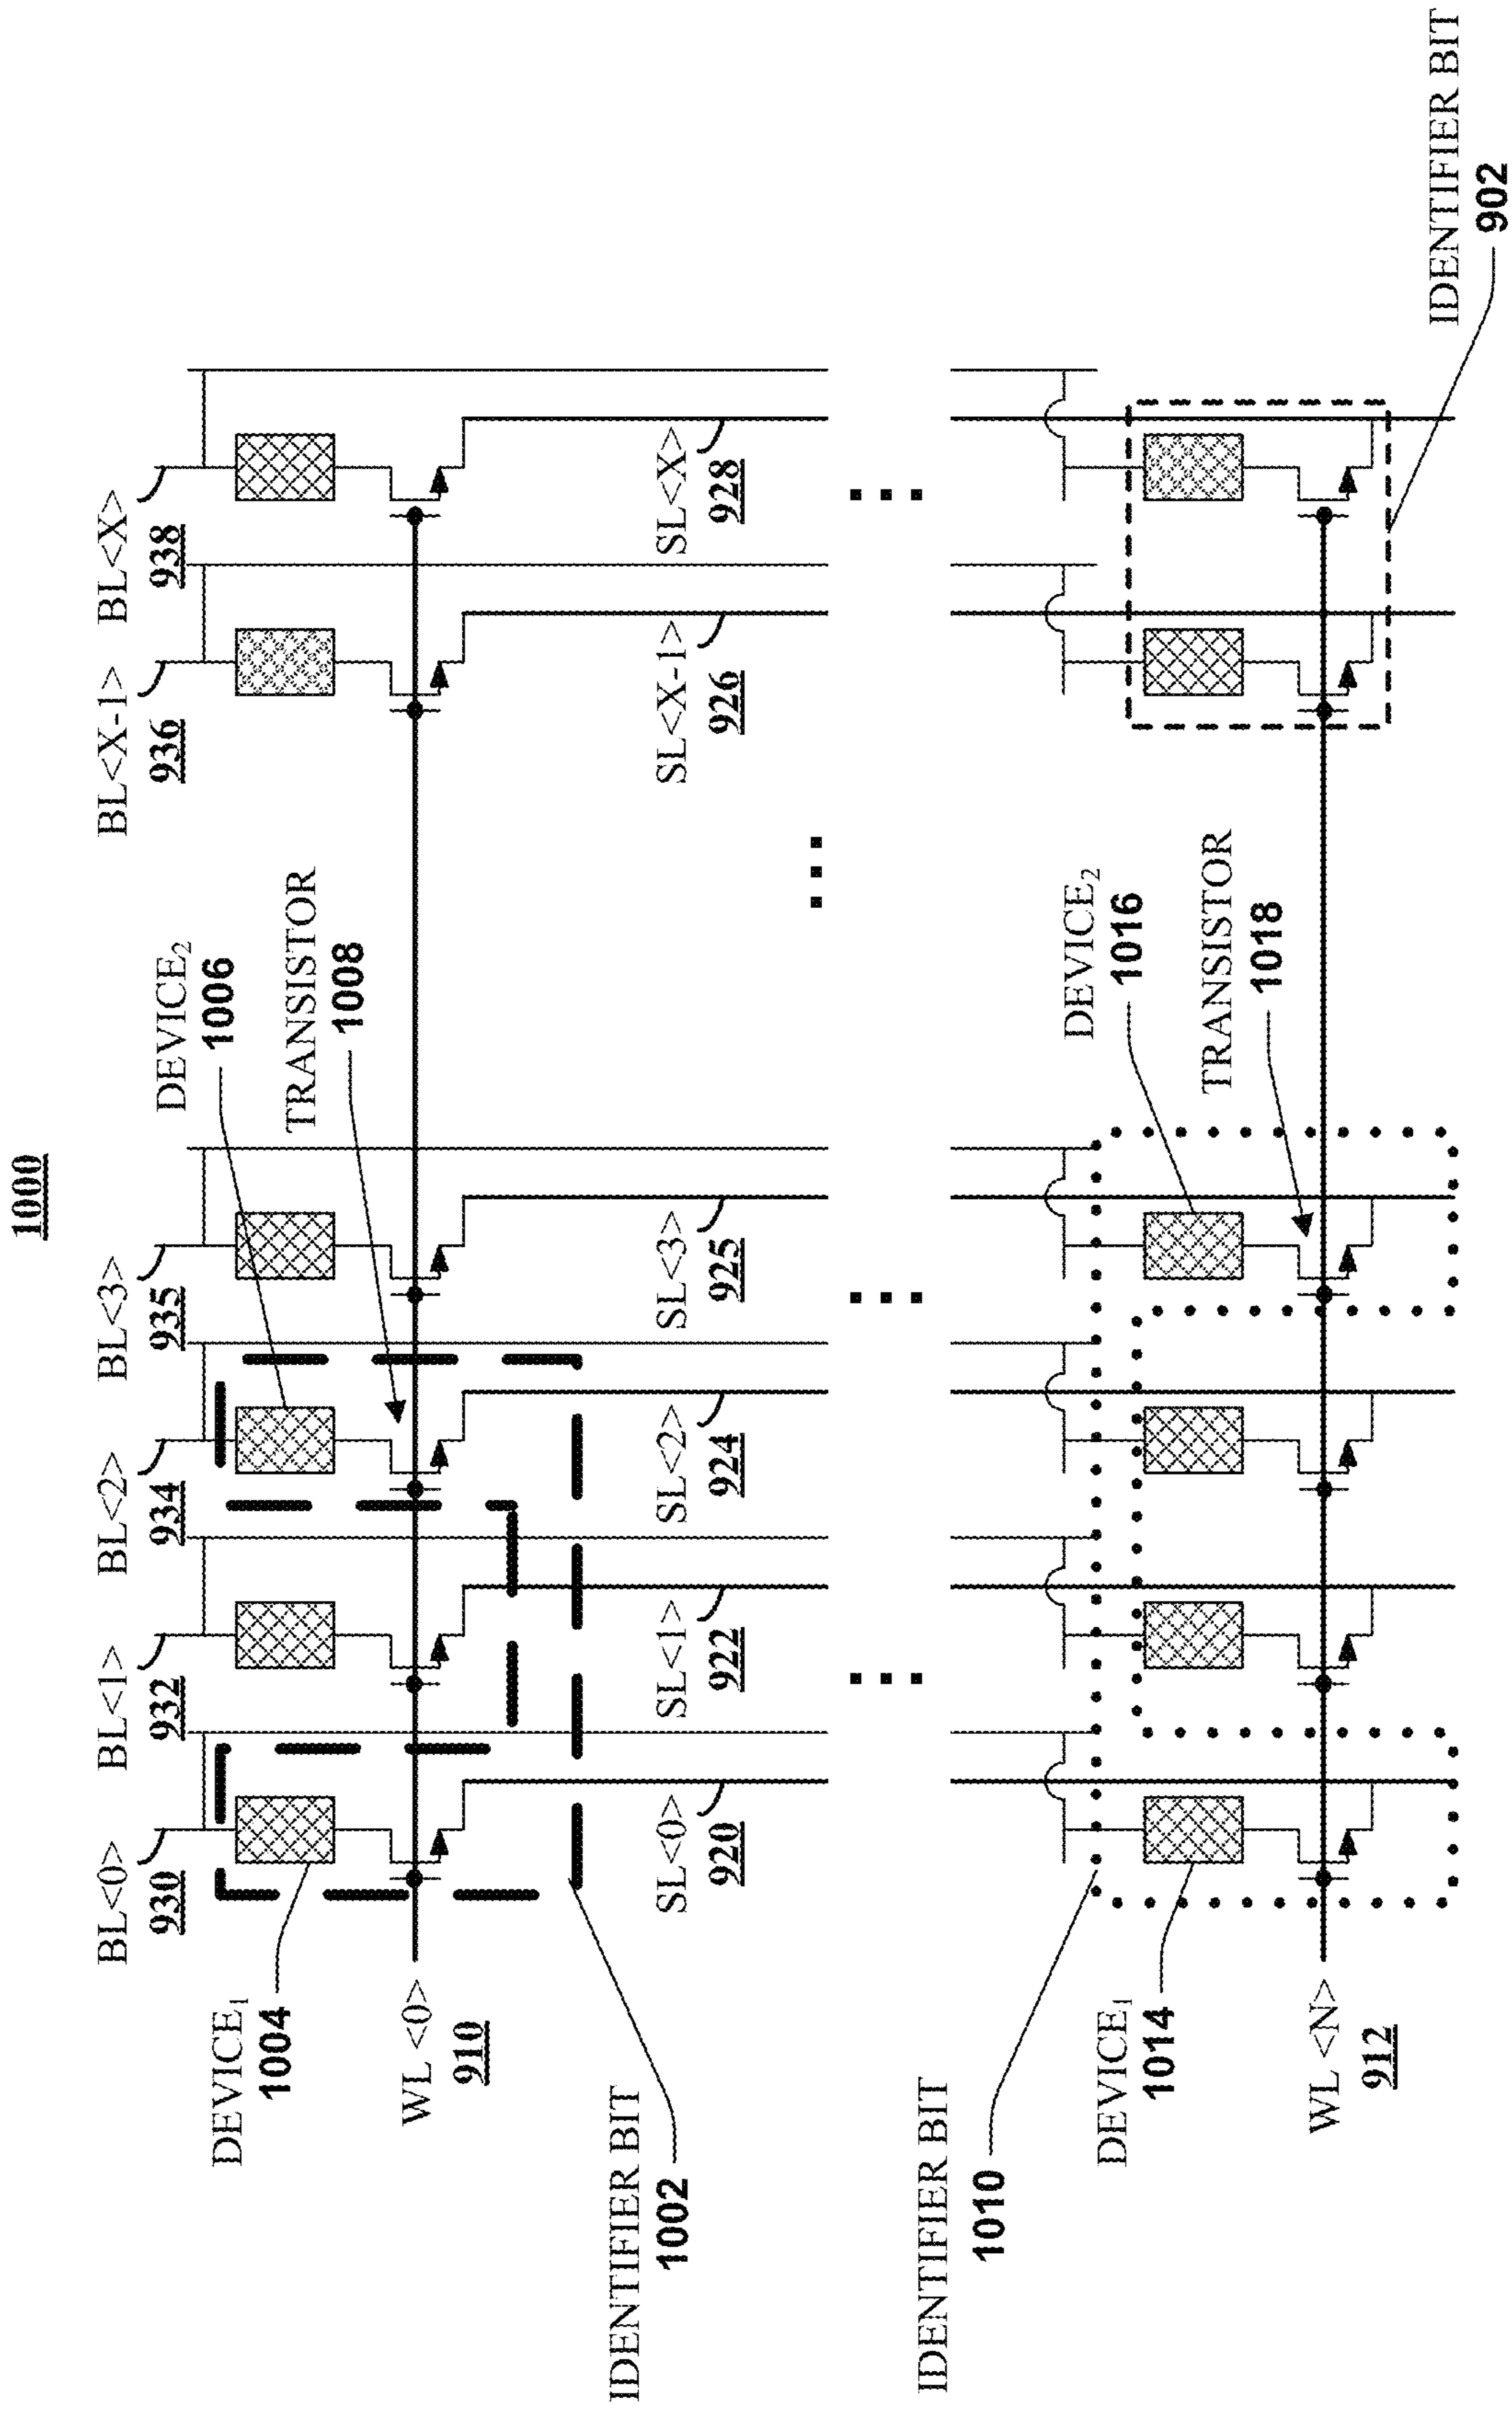 1000
BL<0>
930
BL<1>
932
BL<2>
934
BL<3>
935
BL<X-1>
936
BL<X>
938
DEVICE₂
1006
TRANSISTOR
1008
DEVICE₁
1004
WL <0>
910
IDENTIFIER BIT
1002
SL<0>
920
SL<1>
922
SL<2>
924
SL<3>
925
SL<X-1>
926
SL<X>
928
IDENTIFIER BIT
1010
DEVICE₂
1016
TRANSISTOR
1018
DEVICE₁
1014
WL <N>
912
IDENTIFIER BIT
902